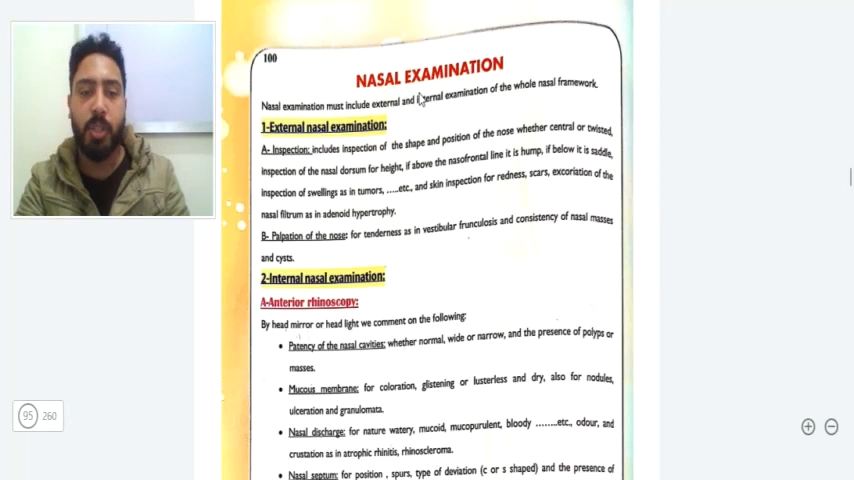 100
NASAL EXAMINATION
Nasal examination must include external and internal examination of the whole nasal framework.
1-External nasal examination:
A- Inspection: includes inspection of the shape and position of the nose whether central or twisted,
inspection of the nasal dorsum for height, if above the nasofrontal line it is hump, if below it is saddle,
inspection of swellings as in tumors, .....etc., and skin inspection for redness, scars, excoriation of the
nasal filtrum as in adenoid hypertrophy.
B- Palpation of the nose: for tenderness as in vestibular frunculosis and consistency of nasal masses
and cysts.
2-Internal nasal examination:
A-Anterior rhinoscopy:
By head mirror or head light we comment on the following:
• Patency of the nasal cavities: whether normal, wide or narrow, and the presence of polyps or
masses.
• Mucous membrane: for coloration, glistening or lusterless and dry, also for nodules,
ulceration and granulomata.
• Nasal discharge: for nature watery, mucoid, mucopurulent, bloody ........etc., odour, and
crustation as in atrophic rhinitis, rhinoscleroma.
• Nasal septum: for position , spurs, type of deviation (c or s shaped) and the presence of
95 260